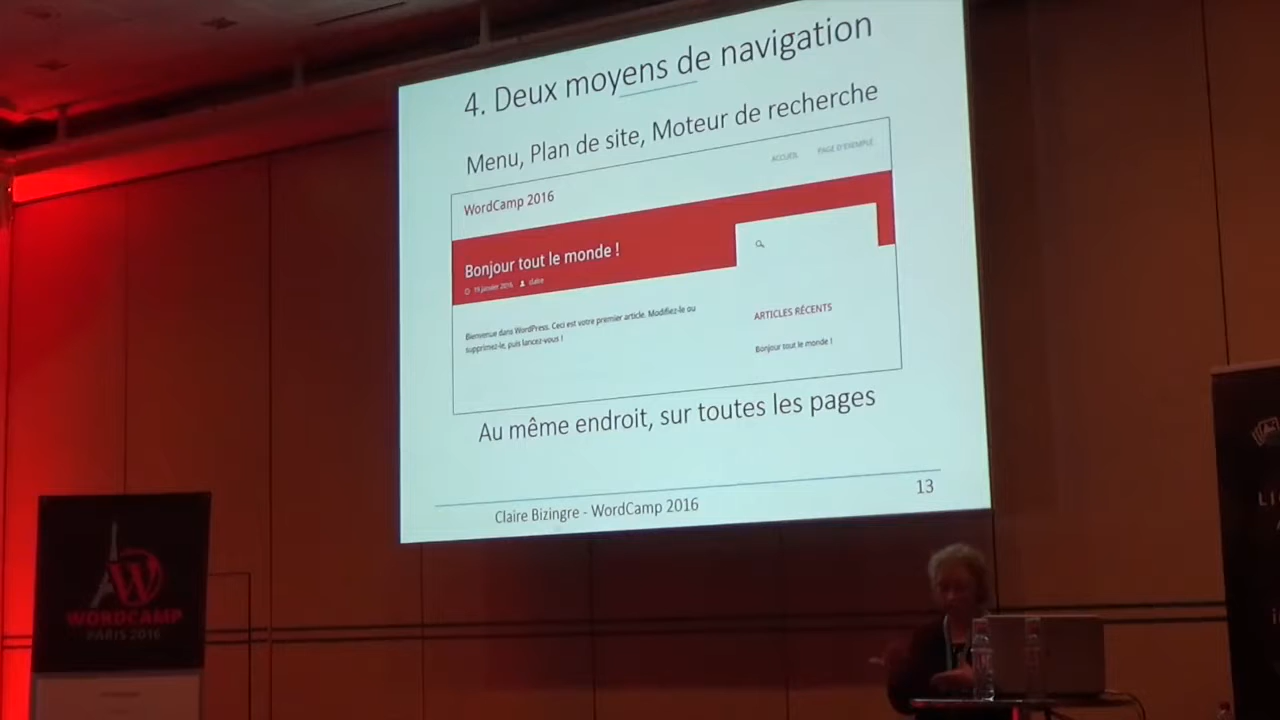 4. Deux moyens de navigation
Menu, Plan de site, Moteur de recherche
ACCUEIL PAGE D'EXEMPLE
WordCamp 2016
Bonjour tout le monde !
19 janvier 2016 claire
Bienvenue dans WordPress. Ceci est votre premier article. Modifiez-le ou
supprimez-le, puis lancez-vous !
ARTICLES RÉCENTS
Bonjour tout le monde !
Au même endroit, sur toutes les pages
Claire Bizingre - WordCamp 2016
13
WORDCAMP
PARIS 2016